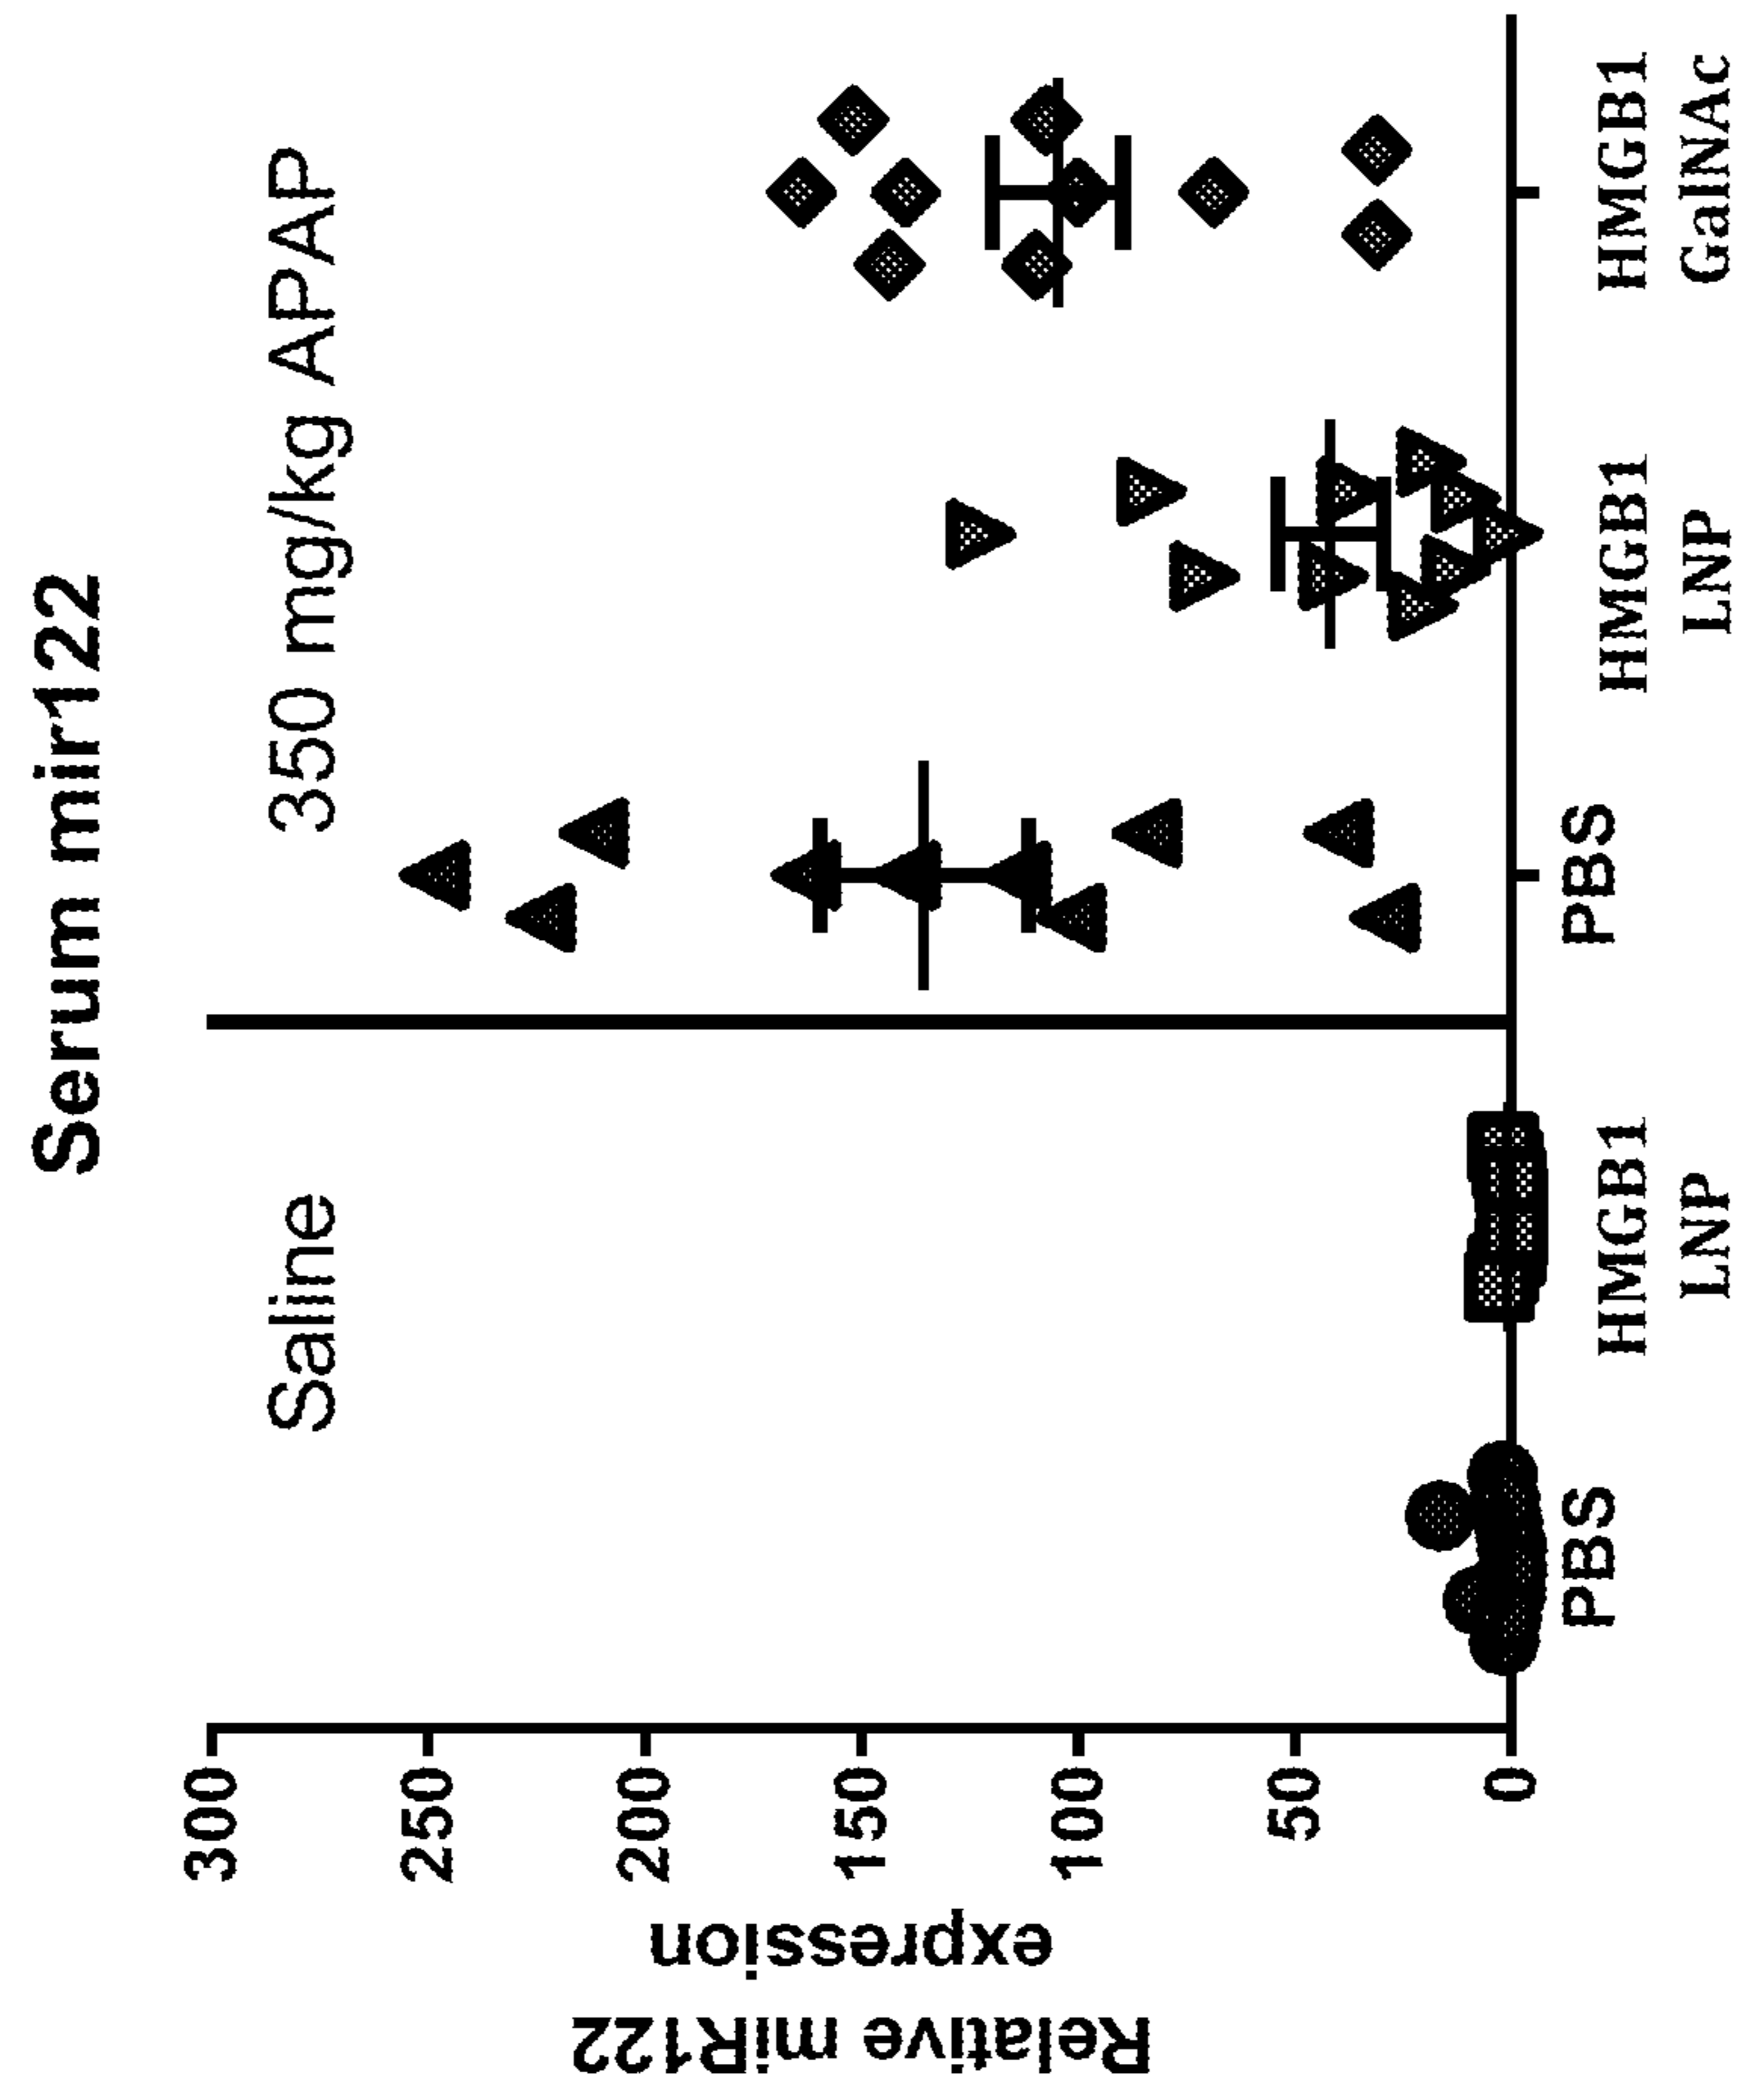 Serum mir122
Saline
350 mg/kg APAP
Relative miR122
expression
300
250
200
150
100
50
0
PBS
HMGB1
LNP
PBS
HMGB1
LNP
HMGB1
GalNAc